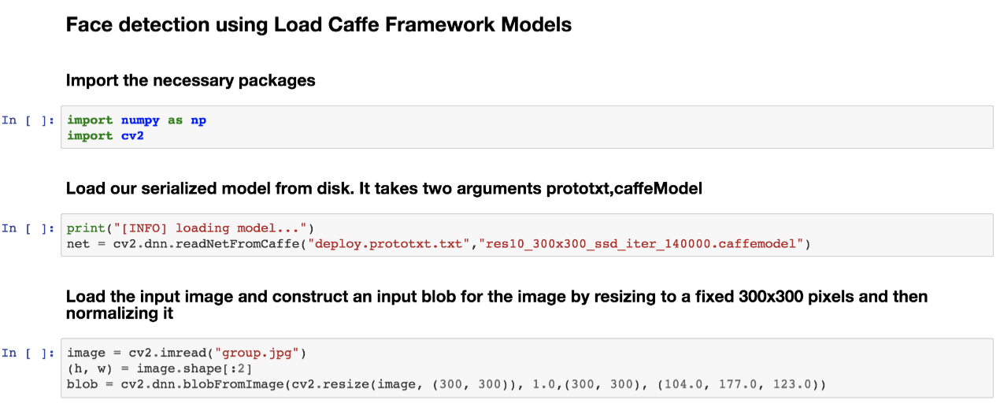 Face detection using Load Caffe Framework Models
Import the necessary packages
In [ ]: import numpy as np
import cv2
Load our serialized model from disk. It takes two arguments prototxt,caffeModel
In [ ]: print("[INFO] loading model...")
net = cv2.dnn.readNetFromCaffe("deploy.prototxt.txt","res10_300x300_ssd_iter_140000.caffemodel")
Load the input image and construct an input blob for the image by resizing to a fixed 300x300 pixels and then
normalizing it
In [ ]: image = cv2.imread("group.jpg")
(h, w) = image.shape[:2]
blob = cv2.dnn.blobFromImage(cv2.resize(image, (300, 300)), 1.0,(300, 300), (104.0, 177.0, 123.0))